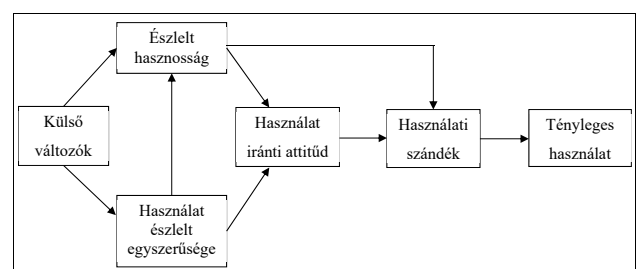 Észlelt
hasznosság
Külső
változók
Használat
iránti attitűd
Használati
szándék
Tényleges
használat
Használat
észlelt
egyszerűsége